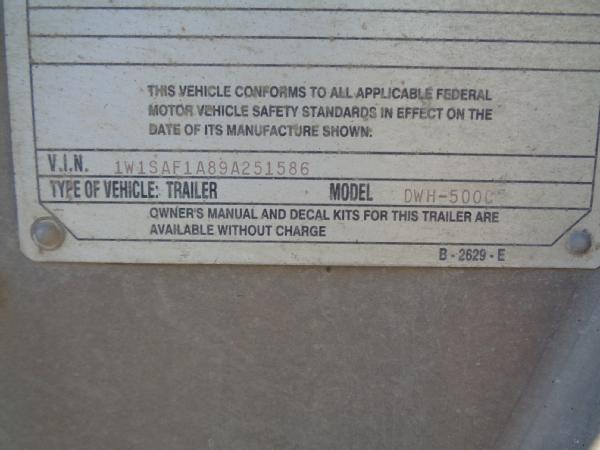 THIS VEHICLE CONFORMS TO ALL APPLICABLE FEDERAL
MOTOR VEHICLE SAFETY STANDARDS IN EFFECT ON THE
DATE OF ITS MANUFACTURE SHOWN.
V.I.N. 1W1SAF1A89A251586
TYPE OF VEHICLE: TRAILER MODEL DWH-500C
OWNER'S MANUAL AND DECAL KITS FOR THIS TRAILER ARE
AVAILABLE WITHOUT CHARGE
B - 2629 - E